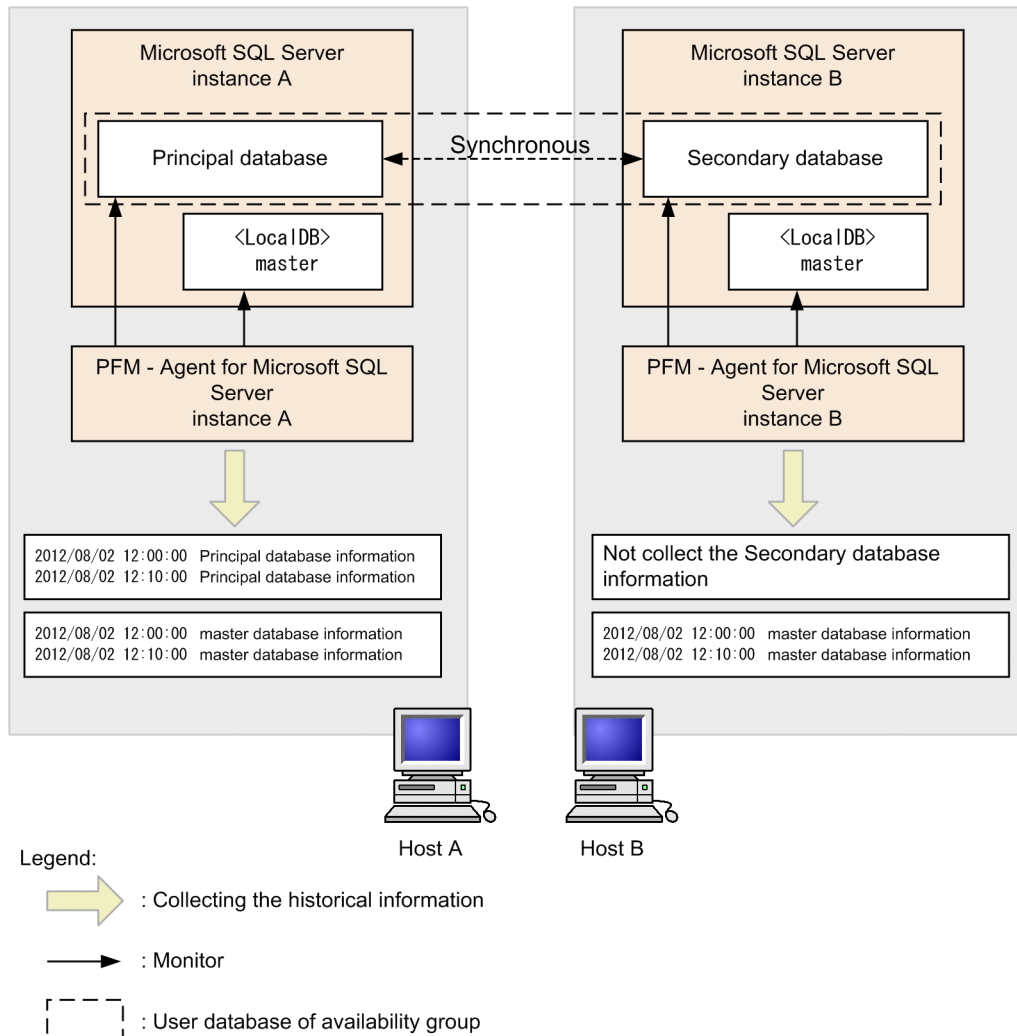 Microsoft SQL Server
instance A
Principal database
<LocalDB>
master
PFM - Agent for Microsoft SQL
Server
instance A
2012/08/02 12:00:00 Principal database information
2012/08/02 12:10:00 Principal database information
2012/08/02 12:00:00 master database information
2012/08/02 12:10:00 master database information
Host A
Synchronous
Microsoft SQL Server
instance B
Secondary database
<LocalDB>
master
PFM - Agent for Microsoft SQL
Server
instance B
Not collect the Secondary database
information
2012/08/02 12:00:00 master database information
2012/08/02 12:10:00 master database information
Host B
Legend:
: Collecting the historical information
: Monitor
: User database of availability group